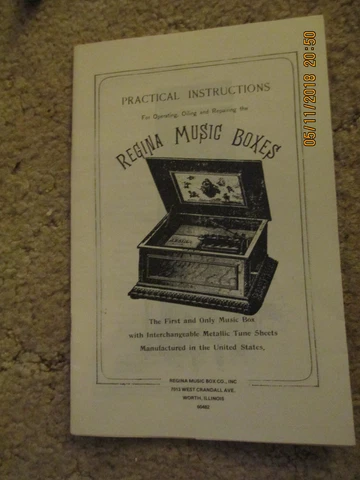 PRACTICAL INSTRUCTIONS
For Operating, Oiling and Repairing the
REGINA MUSIC BOXES
The First and Only Music Box
with Interchangeable Metallic Tune Sheets
Manufactured in the United States,
REGINA MUSIC BOX CO., INC.
7013 WEST CRANDALL AVE.
WORTH, ILLINOIS
60482
05/11/2018 20:50